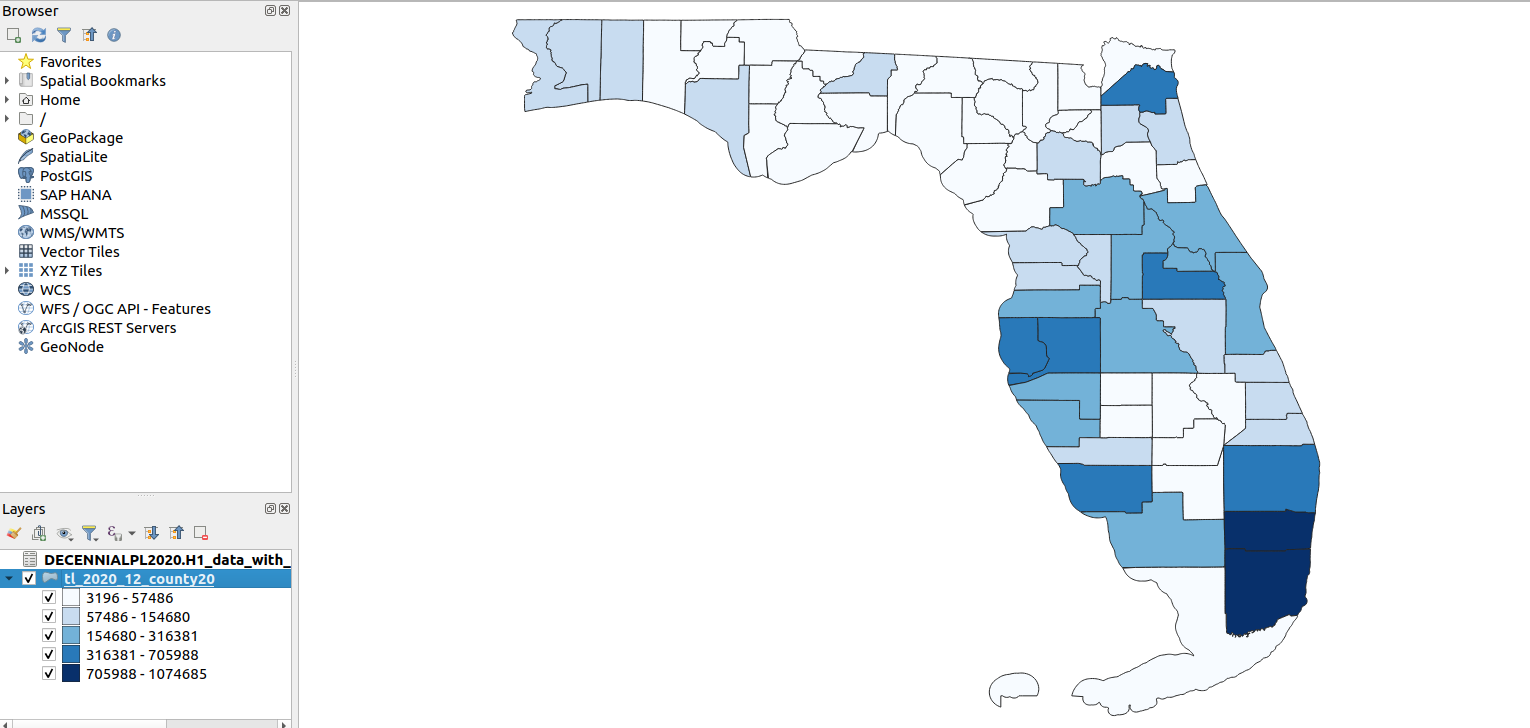 Browser
Favorites
Spatial Bookmarks
Home
/
GeoPackage
SpatiaLite
PostGIS
SAP HANA
MSSQL
WMS/WMTS
Vector Tiles
XYZ Tiles
WCS
WFS / OGC API - Features
ArcGIS REST Servers
GeoNode
Layers
DECENNIALPL2020.H1_data_with_
tl_2020_12_county20
3196 - 57486
57486 - 154680
154680 - 316381
316381 - 705988
705988 - 1074685